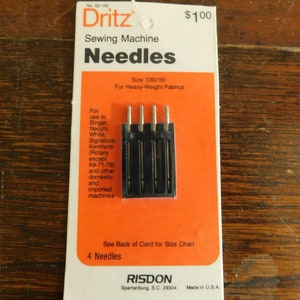 No. 92-100
Dritz®
$1.00
Sewing Machine
Needles
Size 100(16)
For Heavy-Weight Fabrics
For
use in
Singer,
Necchi,
White,
Signature,
Kenmore
(Rotary
except
49-71-76)
and other
domestic
and
imported
machines
See Back of Card for Size Chart
4 Needles
RISDON
Spartanburg, S.C. 29304
Made in U.S.A.